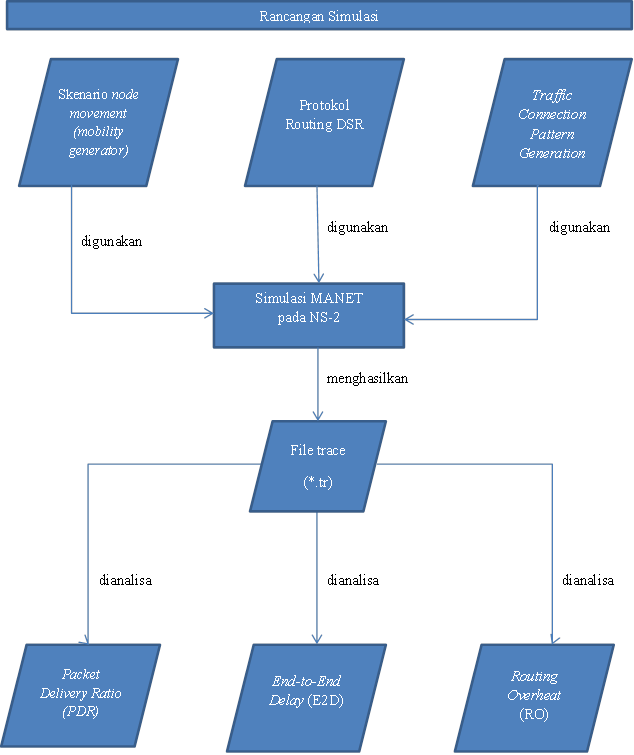 Rancangan Simulasi
Skenario node
movement
(mobility
generator)
Protokol
Routing DSR
Traffic
Connection
Pattern
Generation
digunakan
digunakan
digunakan
Simulasi MANET
pada NS-2
menghasilkan
File trace
(*.tr)
dianalisa
dianalisa
dianalisa
Packet
Delivery Ratio
(PDR)
End-to-End
Delay (E2D)
Routing
Overheat
(RO)